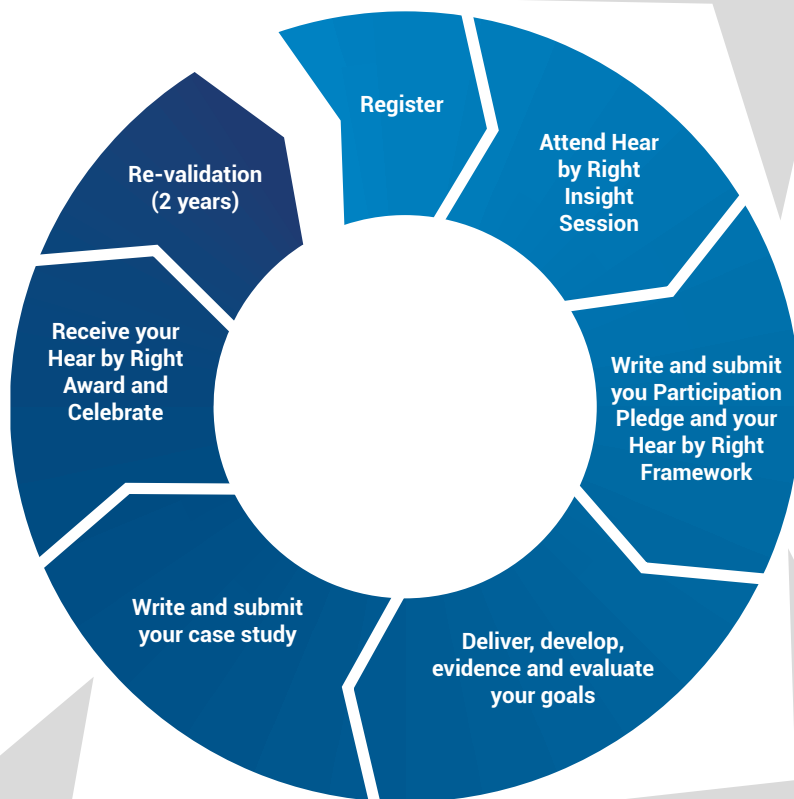 Register
Attend Hear
by Right
Insight
Session
Write and submit
you Participation
Pledge and your
Hear by Right
Framework
Deliver, develop,
evidence and evaluate
your goals
Write and submit
your case study
Receive your
Hear by Right
Award and
Celebrate
Re-validation
(2 years)